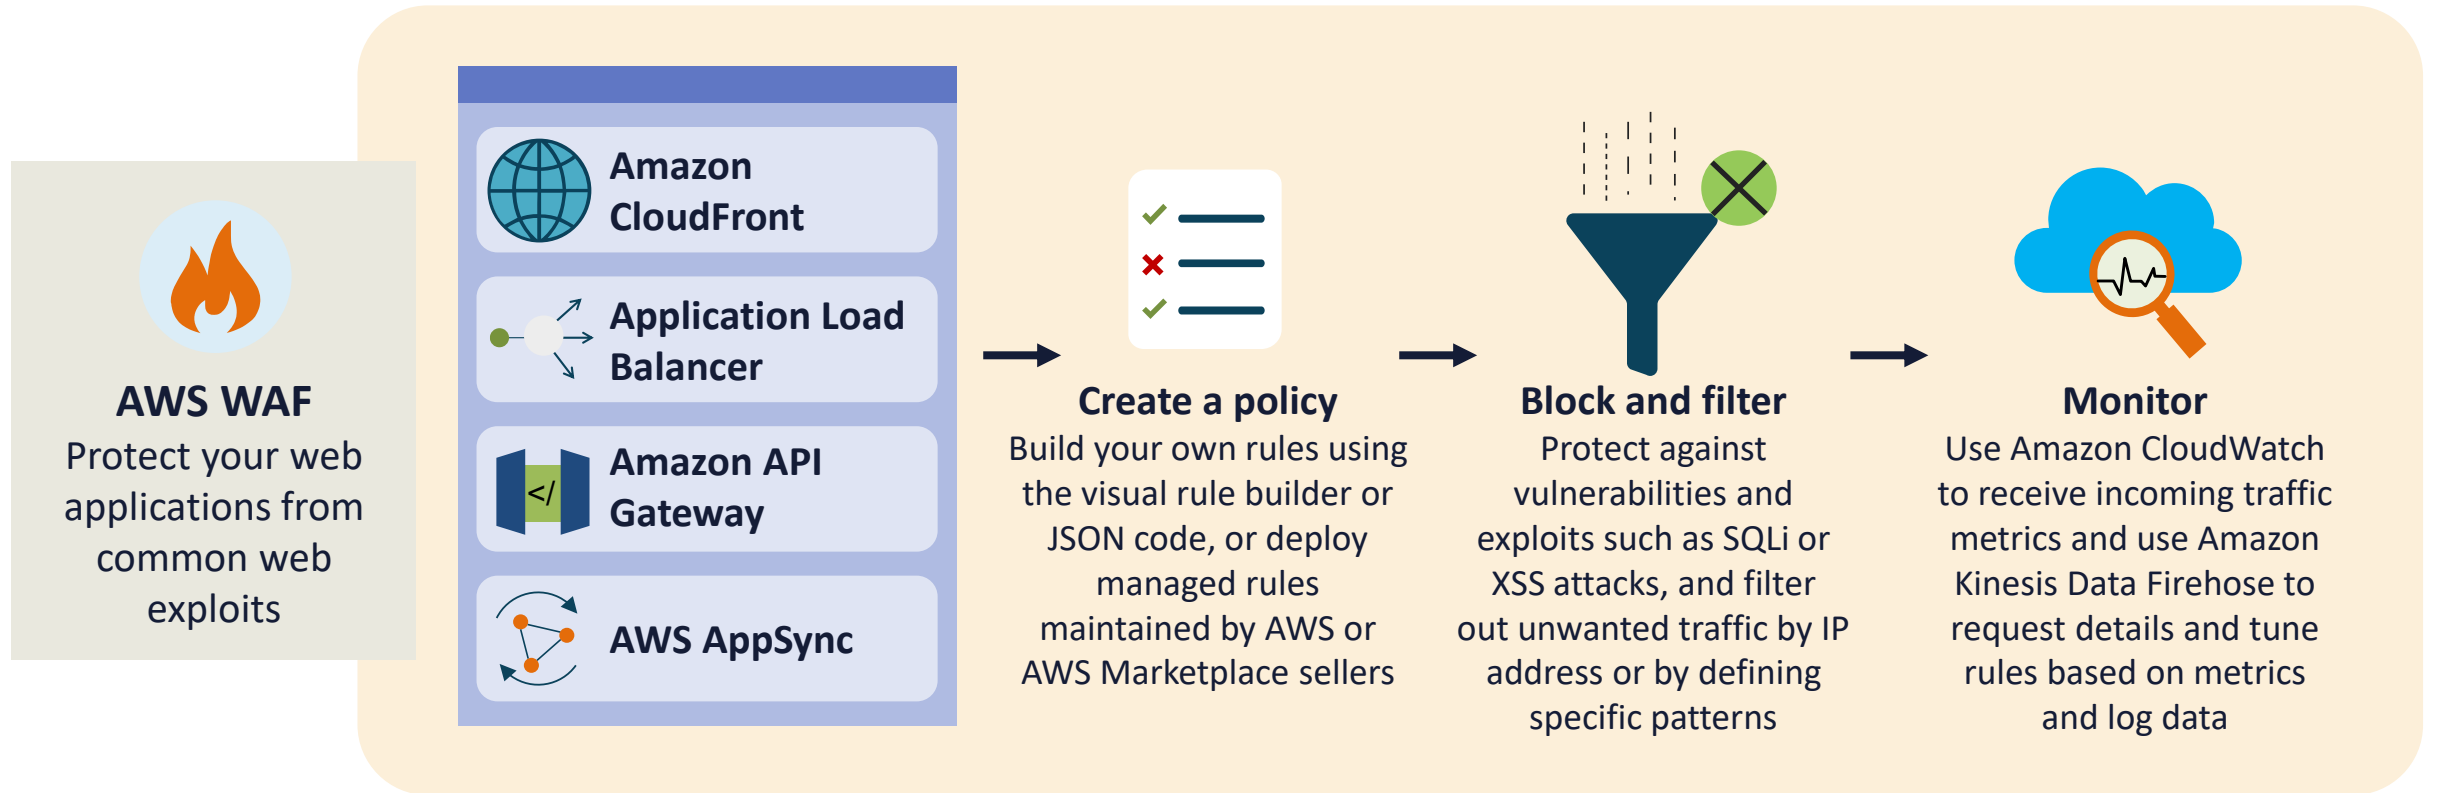 AWS WAF
Protect your web
applications from
common web
exploits
Amazon
CloudFront
Application Load
Balancer
</
Amazon API
Gateway
AWS AppSync
Create a policy
Build your own rules using
the visual rule builder or
JSON code, or deploy
managed rules
maintained by AWS or
AWS Marketplace sellers
Block and filter
Protect against
vulnerabilities and
exploits such as SQLi or
XSS attacks, and filter
out unwanted traffic by IP
address or by defining
specific patterns
Monitor
Use Amazon CloudWatch
to receive incoming traffic
metrics and use Amazon
Kinesis Data Firehose to
request details and tune
rules based on metrics
and log data